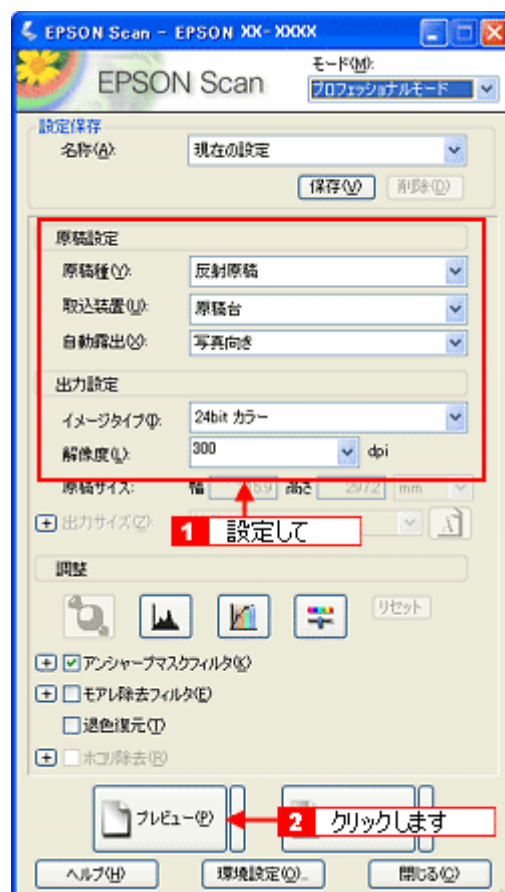 EPSON Scan - EPSON XX-XXXX
EPSON Scan
モード(M):
プロフェッショナルモード
設定保存
名称(A): 現在の設定
保存(V) 削除(D)
原稿設定
原稿種(Y): 反射原稿
取込装置(U): 原稿台
自動露出(X): 写真向き
出力設定
イメージタイプ(I): 24bit カラー
解像度(L): 300 dpi
原稿サイズ: 幅 高さ 297.2 mm
1 設定して
出力サイズ(Z):
調整
リセット
アンシャープマスクフィルタ(K)
モアレ除去フィルタ(E)
退色復元(T)
ホコリ除去(R)
プレビュー(P)
2 クリックします
ヘルプ(H) 環境設定(O)... 閉じる(C)